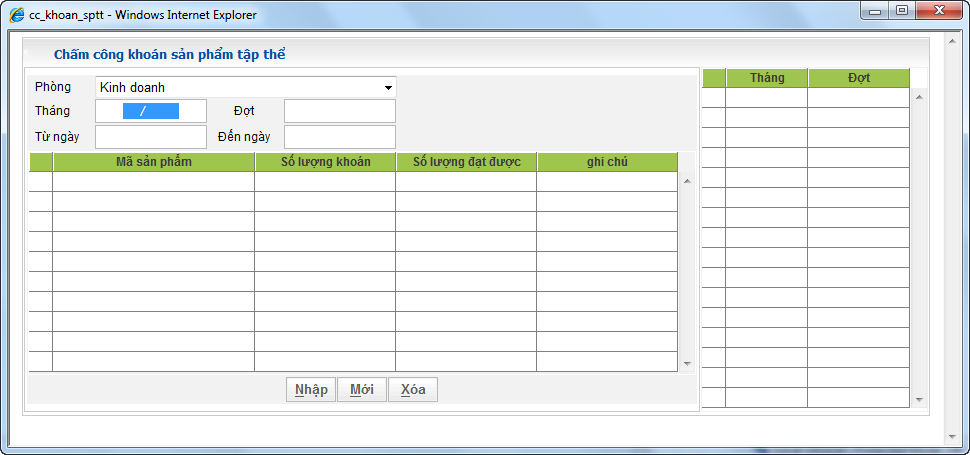 cc_khoan_sptt - Windows Internet Explorer
Chấm công khoán sản phẩm tập thể
Phòng Kinh doanh
Tháng / Đợt
Từ ngày Đến ngày
Mã sản phẩm Số lượng khoán Số lượng đạt được ghi chú
Nhập Mới Xóa
Tháng Đợt